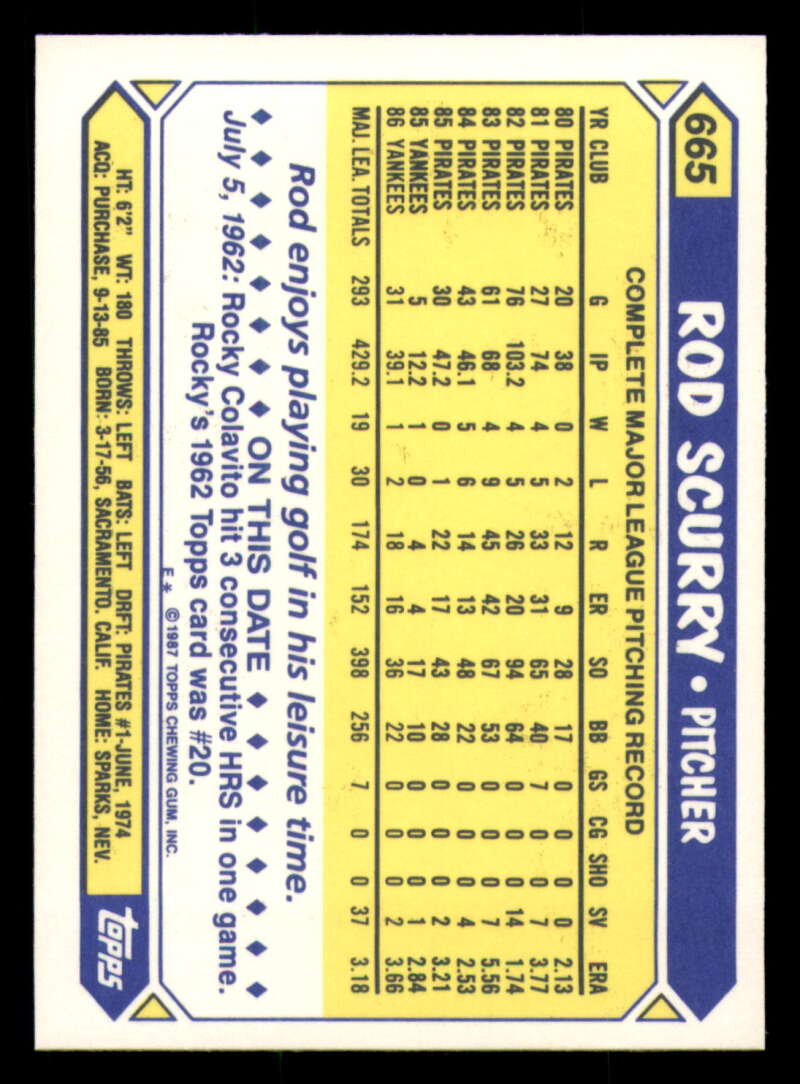 665 ROD SCURRY • PITCHER
COMPLETE MAJOR LEAGUE PITCHING RECORD
YR CLUB G IP W L R ER SO BB GS CG SHO SV ERA
80 PIRATES 20 38 0 2 12 9 28 17 0 0 0 0 2.13
81 PIRATES 27 74 4 5 33 31 65 40 7 0 0 7 3.77
82 PIRATES 76 103.2 4 5 26 20 94 64 0 0 0 14 1.74
83 PIRATES 61 68 4 9 45 42 67 53 0 0 0 7 5.56
84 PIRATES 43 46.1 5 6 14 13 48 22 0 0 0 4 2.53
85 PIRATES 30 47.2 0 1 22 17 43 28 0 0 0 2 3.21
85 YANKEES 5 12.2 1 0 4 4 17 10 0 0 0 1 2.84
86 YANKEES 31 39.1 1 2 18 16 36 22 0 0 0 2 3.66
MAJ. LEA. TOTALS 293 429.2 19 30 174 152 398 256 7 0 0 37 3.18
Rod enjoys playing golf in his leisure time.
ON THIS DATE
July 5, 1962: Rocky Colavito hit 3 consecutive HRS in one game.
Rocky's 1962 Topps card was #20.
F * © 1987 TOPPS CHEWING GUM, INC.
HT: 6'2" WT: 180 THROWS: LEFT BATS: LEFT DRFT: PIRATES #1-JUNE, 1974
ACQ: PURCHASE, 9-13-85 BORN: 3-17-56, SACRAMENTO, CALIF. HOME: SPARKS, NEV.
topps